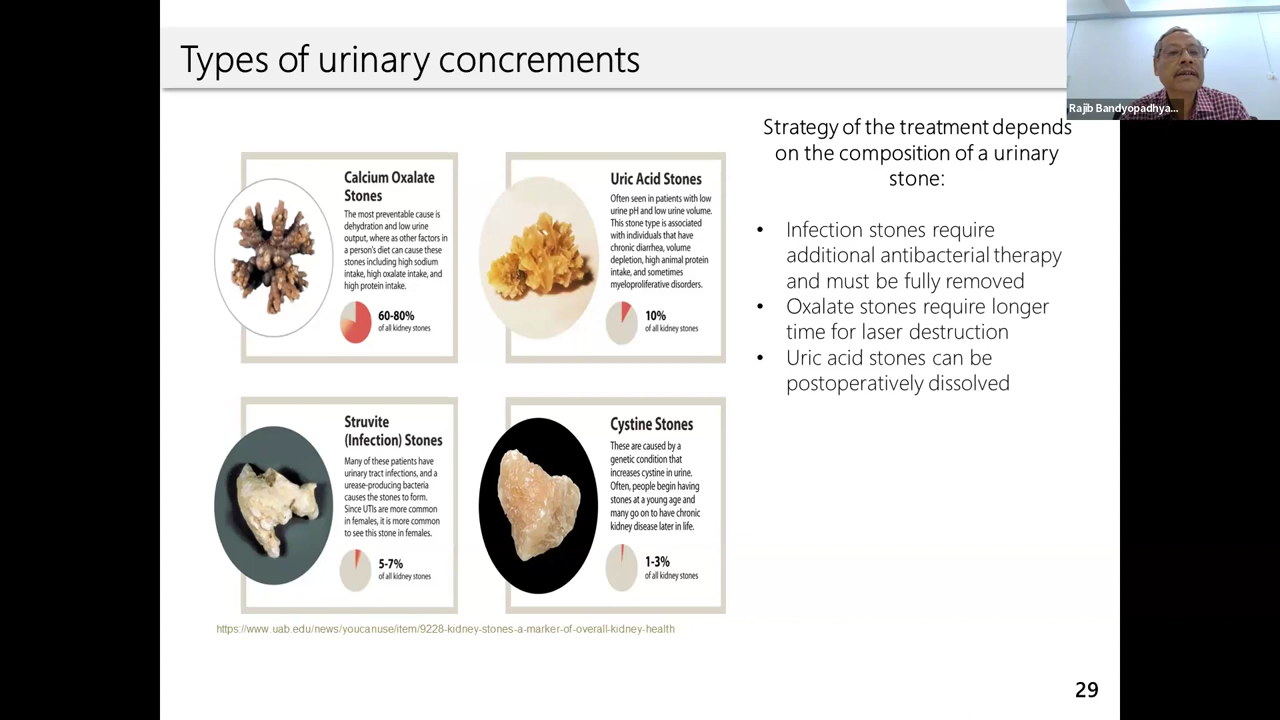 Types of urinary concrements
Rajib Bandyopadhya...
Strategy of the treatment depends
on the composition of a urinary
stone:
• Infection stones require
additional antibacterial therapy
and must be fully removed
• Oxalate stones require longer
time for laser destruction
• Uric acid stones can be
postoperatively dissolved
Calcium Oxalate
Stones
The most preventable cause is
dehydration and low urine
output, where as other factors in
a person's diet can cause these
stones including high sodium
intake, high oxalate intake, and
high protein intake.
60-80%
of all kidney stones
Uric Acid Stones
Often seen in patients with low
urine pH and low urine volume.
This stone type is associated
with individuals that have
chronic diarrhea, volume
depletion, high animal protein
intake, and sometimes
myeloproliferative disorders.
10%
of all kidney stones
Struvite
(Infection) Stones
Many of these patients have
urinary tract infections, and a
urease-producing bacteria
causes the stones to form.
Since UTIs are more common
in females, it is more common
to see this stone in females.
5-7%
of all kidney stones
Cystine Stones
These are caused by a
genetic condition that
increases cystine in urine.
Often, people begin having
stones at a young age and
many go on to have chronic
kidney disease later in life.
1-3%
of all kidney stones
https://www.uab.edu/news/youcanuse/item/9228-kidney-stones-a-marker-of-overall-kidney-health
29